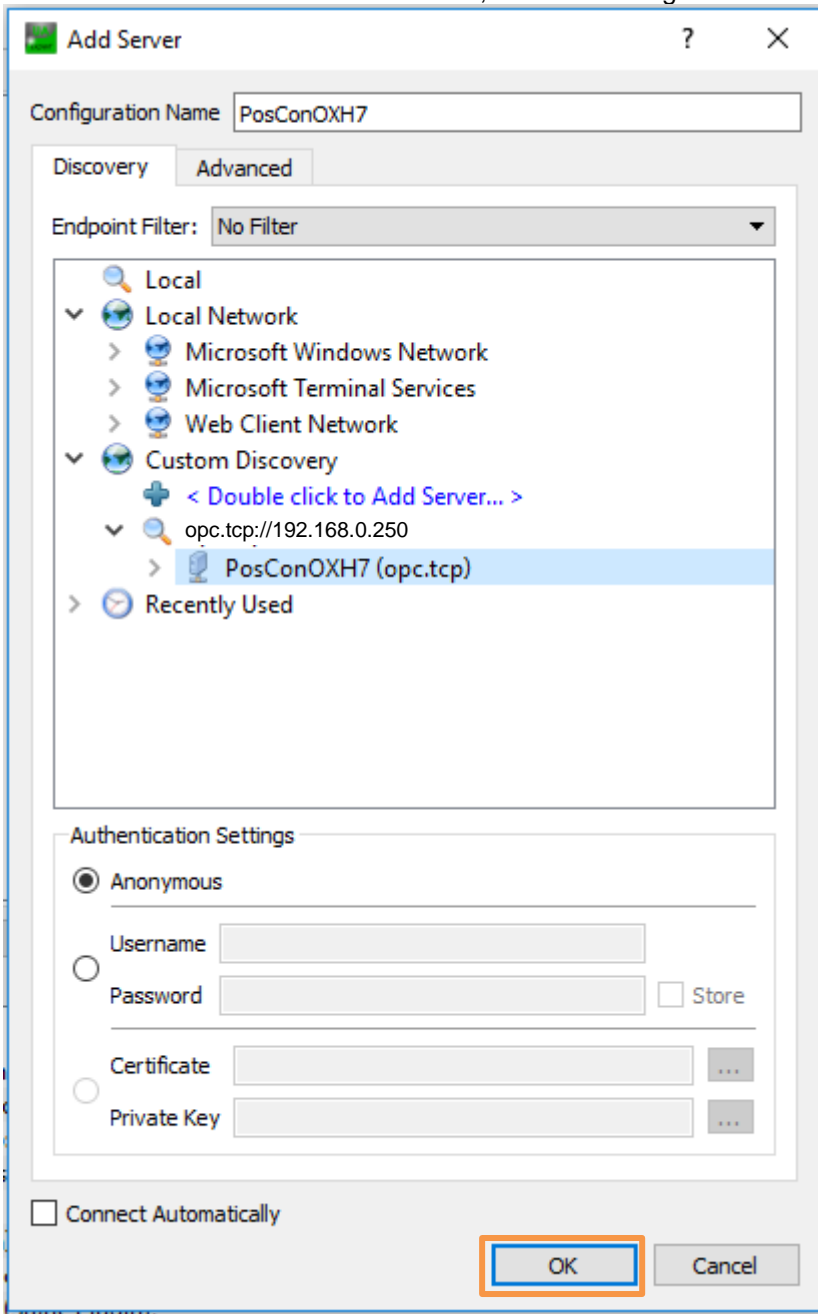 Add Server
?
Configuration Name PosConOXH7
Discovery Advanced
Endpoint Filter: No Filter
Local
Local Network
Microsoft Windows Network
Microsoft Terminal Services
Web Client Network
Custom Discovery
< Double click to Add Server... >
opc.tcp://192.168.0.250
PosConOXH7 (opc.tcp)
Recently Used
Authentication Settings
Anonymous
Username
Password Store
Certificate ...
Private Key ...
Connect Automatically
OK Cancel